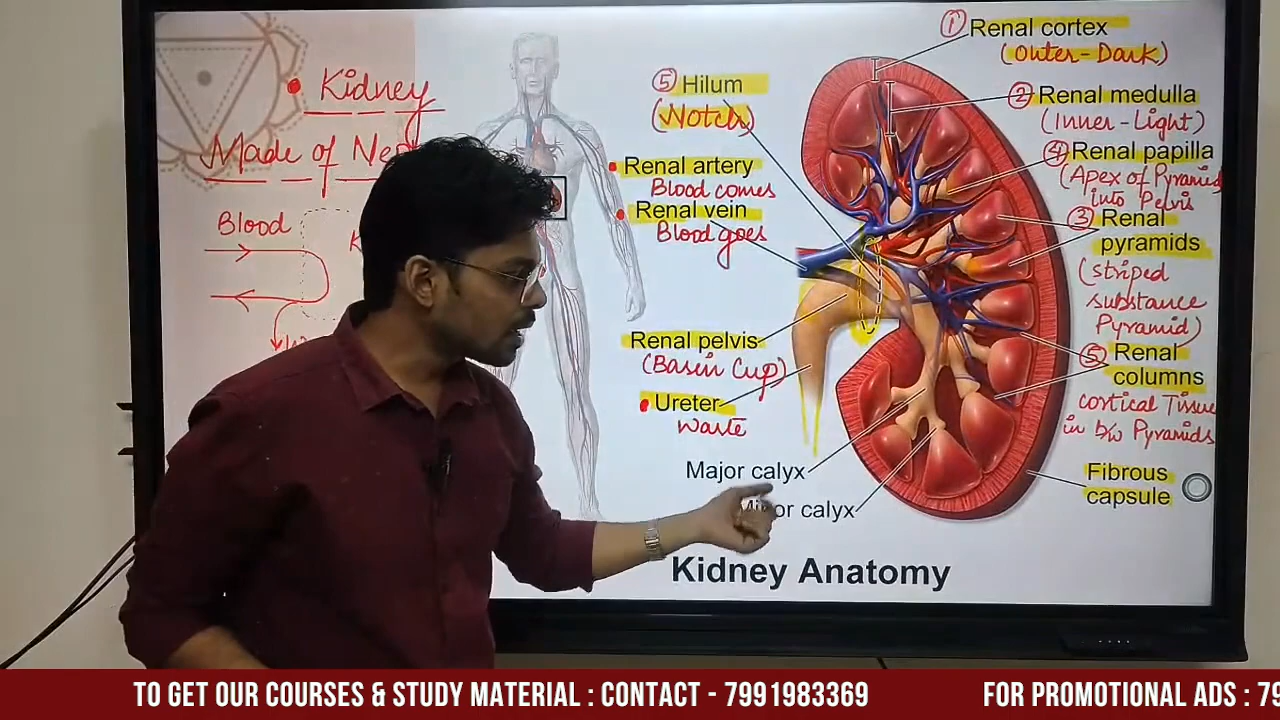 • Kidney
Made of
Blood
① Renal cortex
(Outer-Dark)
② Renal medulla
(Inner-Light)
④ Renal papilla
(Apex of Pyramid
into Pelvis
③ Renal
pyramids
(striped
substance
Pyramid)
⑤ Renal
columns
cortical Tissue
in b/w Pyramids
Fibrous
capsule
⑤ Hilum
(Notch)
• Renal artery
Blood comes
• Renal vein
Blood goes
Renal pelvis
(Basin Cup)
• Ureter
waste
Major calyx
Minor calyx
Kidney Anatomy
TO GET OUR COURSES & STUDY MATERIAL : CONTACT - 7991983369
FOR PROMOTIONAL ADS : 79